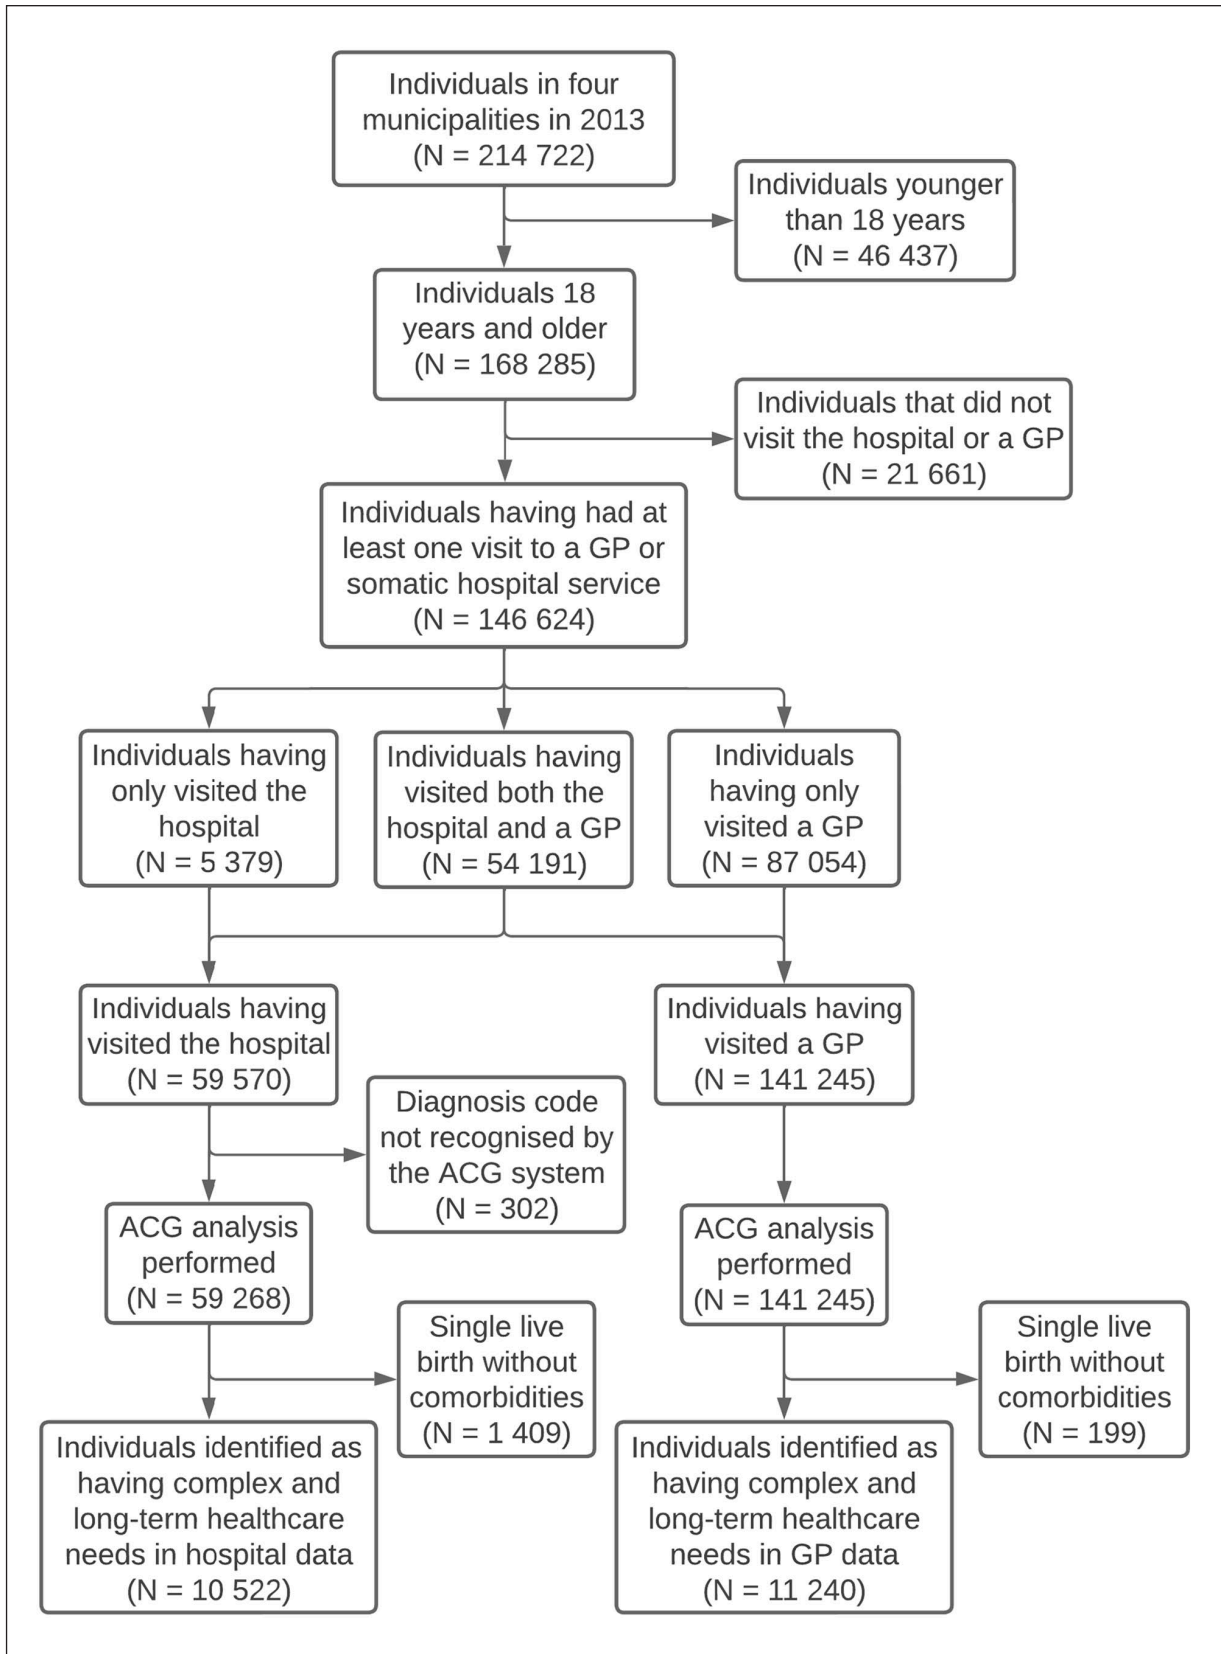 Individuals in four
municipalities in 2013
(N = 214 722)
Individuals younger
than 18 years
(N = 46 437)
Individuals 18
years and older
(N = 168 285)
Individuals that did not
visit the hospital or a GP
(N = 21 661)
Individuals having had at
least one visit to a GP or
somatic hospital service
(N = 146 624)
Individuals having
only visited the
hospital
(N = 5 379)
Individuals having
visited both the
hospital and a GP
(N = 54 191)
Individuals
having only
visited a GP
(N = 87 054)
Individuals having
visited the hospital
(N = 59 570)
Individuals having
visited a GP
(N = 141 245)
Diagnosis code
not recognised by
the ACG system
(N = 302)
ACG analysis
performed
(N = 59 268)
ACG analysis
performed
(N = 141 245)
Single live
birth without
comorbidities
(N = 1 409)
Single live
birth without
comorbidities
(N = 199)
Individuals identified as
having complex and
long-term healthcare
needs in hospital data
(N = 10 522)
Individuals identified as
having complex and
long-term healthcare
needs in GP data
(N = 11 240)